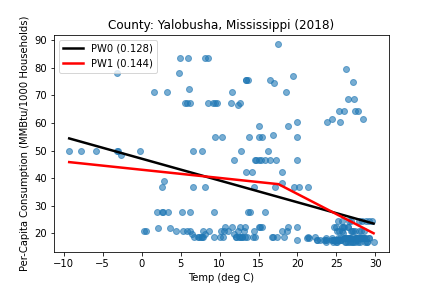 County: Yalobusha, Mississippi (2018)
PW0 (0.128)
PW1 (0.144)
Per-Capita Consumption (MMBtu/1000 Households)
90
80
70
60
50
40
30
20
−10 −5 0 5 10 15 20 25 30
Temp (deg C)